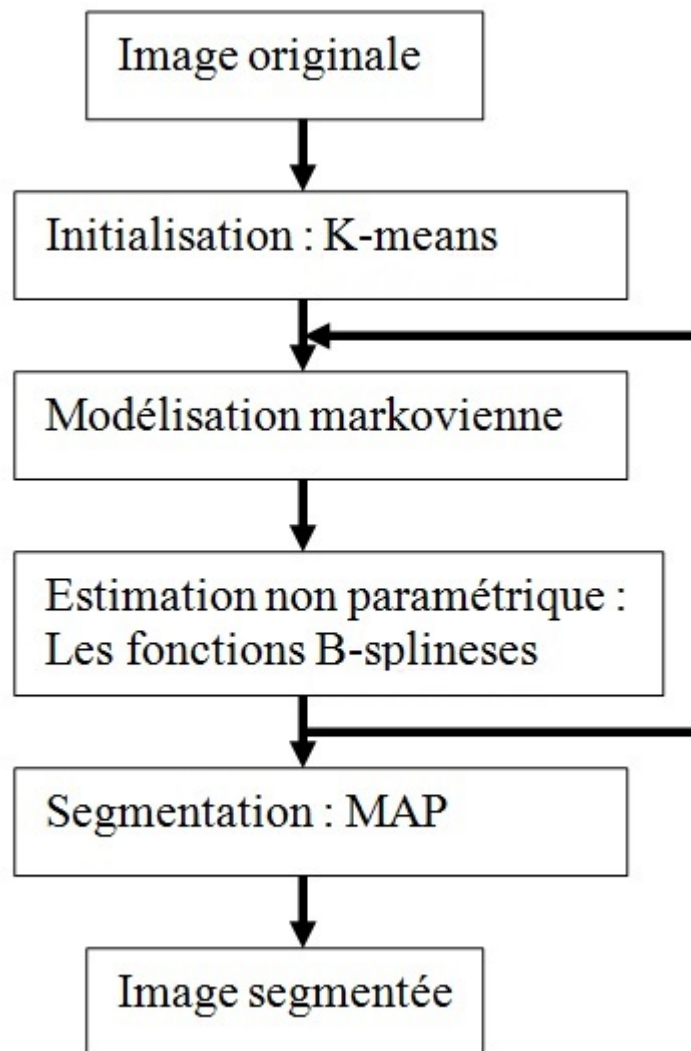 Image originale
Initialisation : K-means
Modélisation markovienne
Estimation non paramétrique :
Les fonctions B-splineses
Segmentation : MAP
Image segmentée